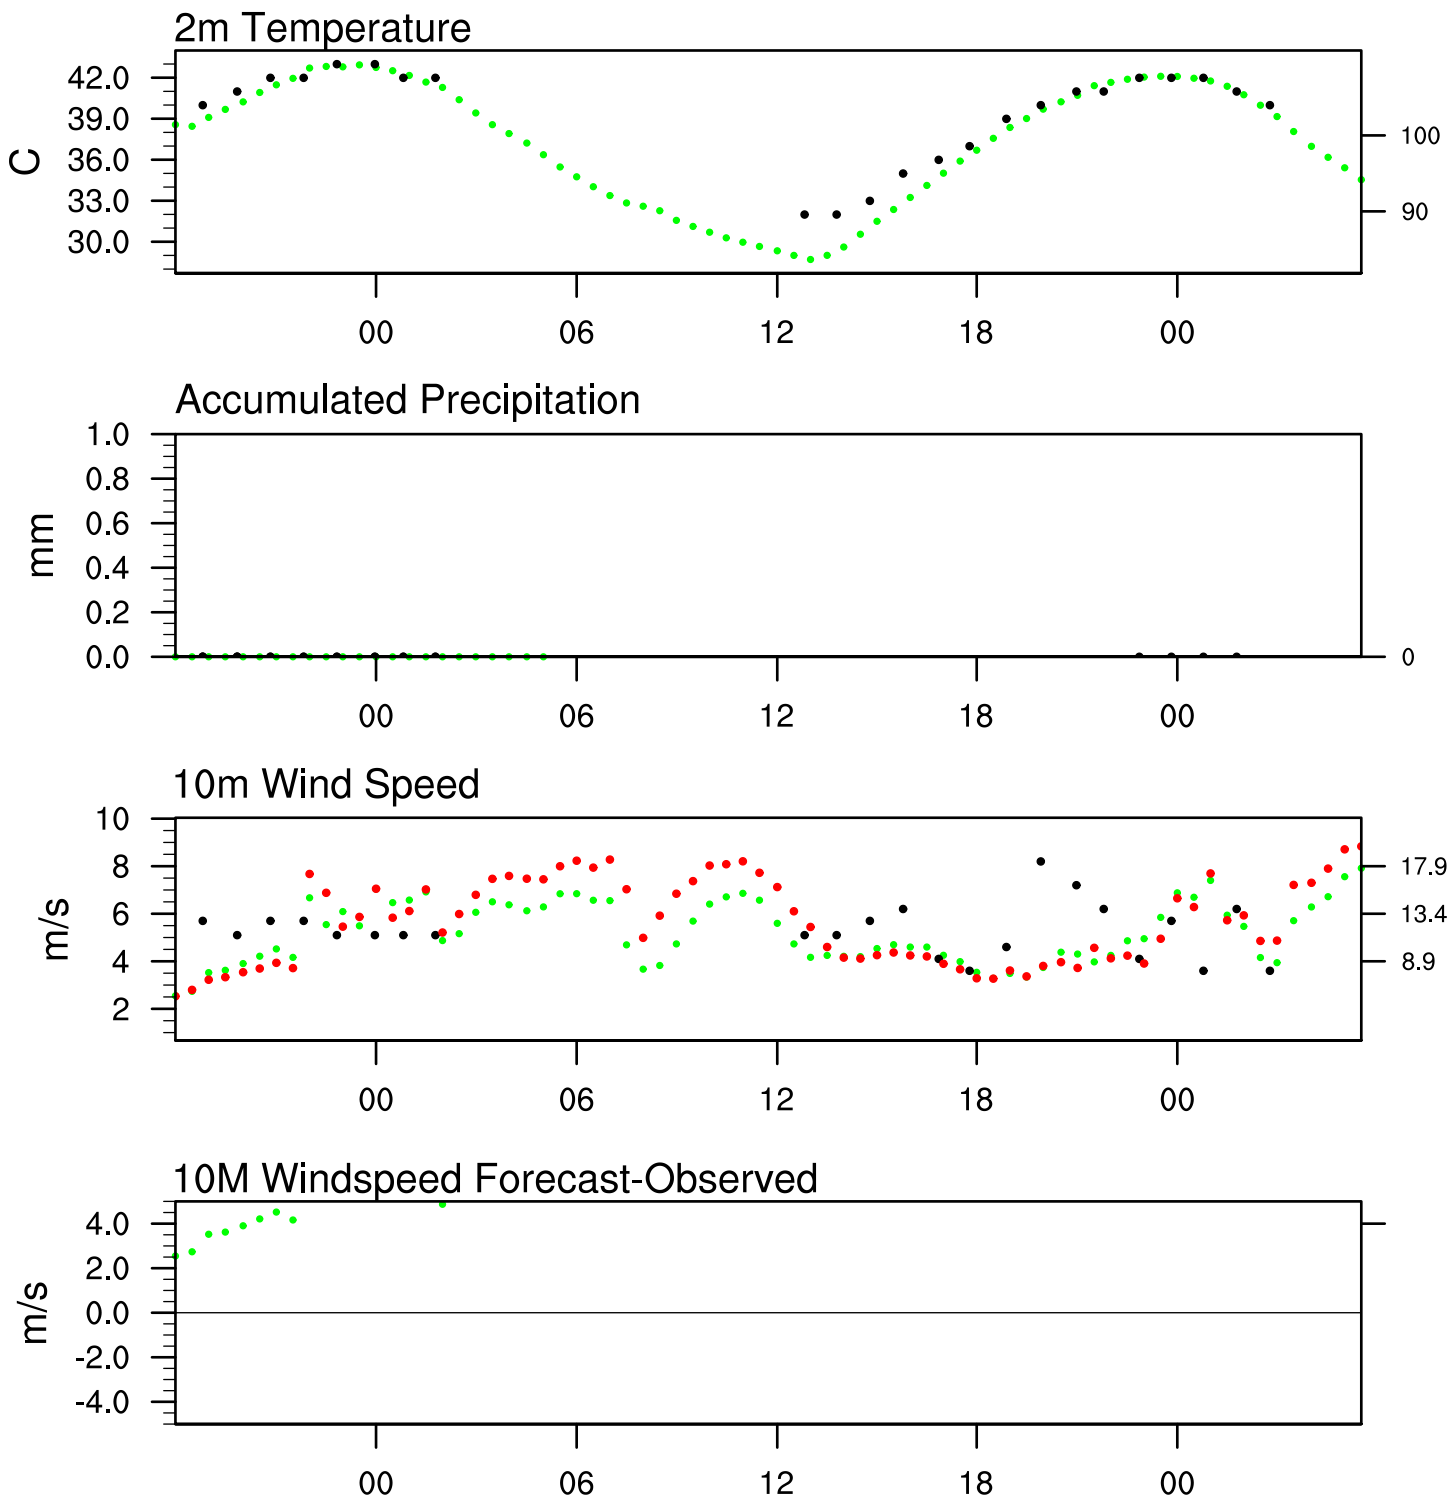 2m Temperature
42.0
39.0
36.0
33.0
30.0
C
100
90
00 06 12 18 00
Accumulated Precipitation
1.0
0.8
0.6
0.4
0.2
0.0
mm
0
00 06 12 18 00
10m Wind Speed
10
8
6
4
2
m/s
17.9
13.4
8.9
00 06 12 18 00
10M Windspeed Forecast-Observed
4.0
2.0
0.0
-2.0
-4.0
m/s
00 06 12 18 00